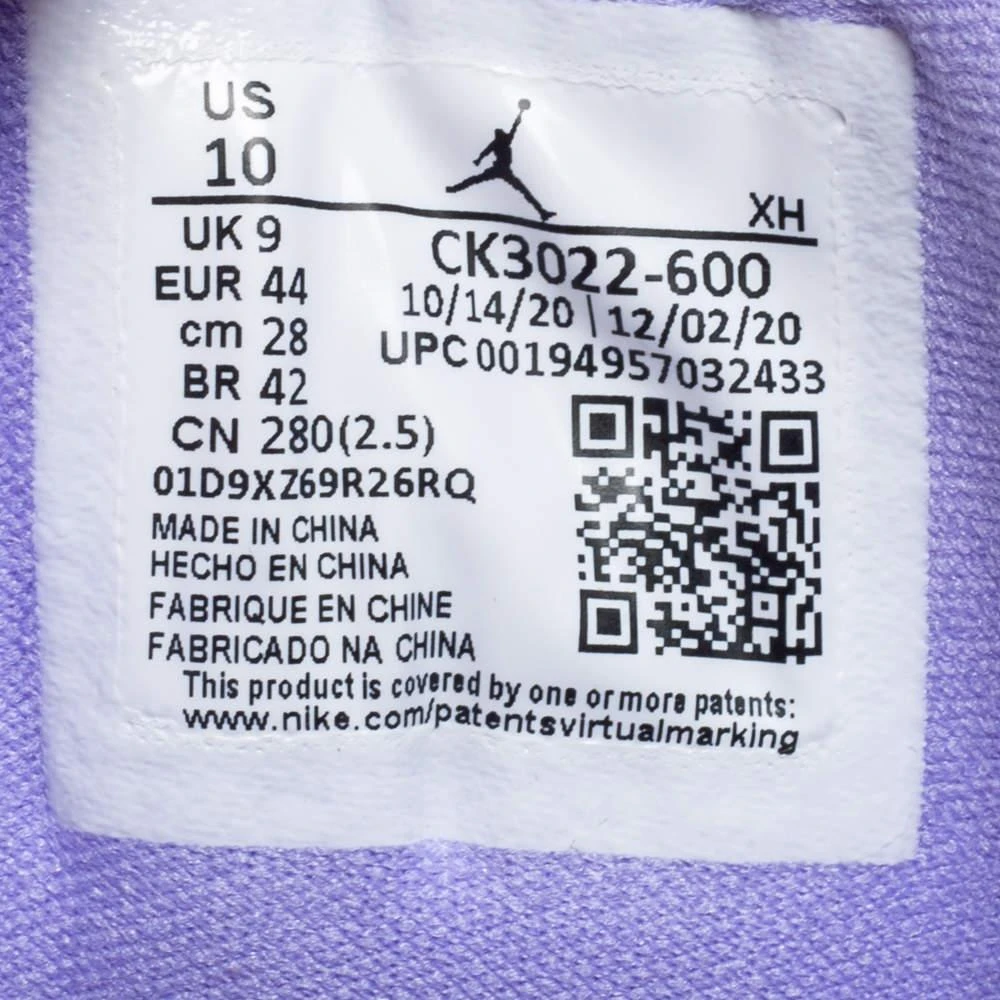 US
10
XH
UK 9
EUR 44
cm 28
BR 42
CN 280(2.5)
CK3022-600
10/14/20 | 12/02/20
UPC 00194957032433
01D9XZ69R26RQ
MADE IN CHINA
HECHO EN CHINA
FABRIQUE EN CHINE
FABRICADO NA CHINA
This product is covered by one or more patents:
www.nike.com/patentsvirtualmarking